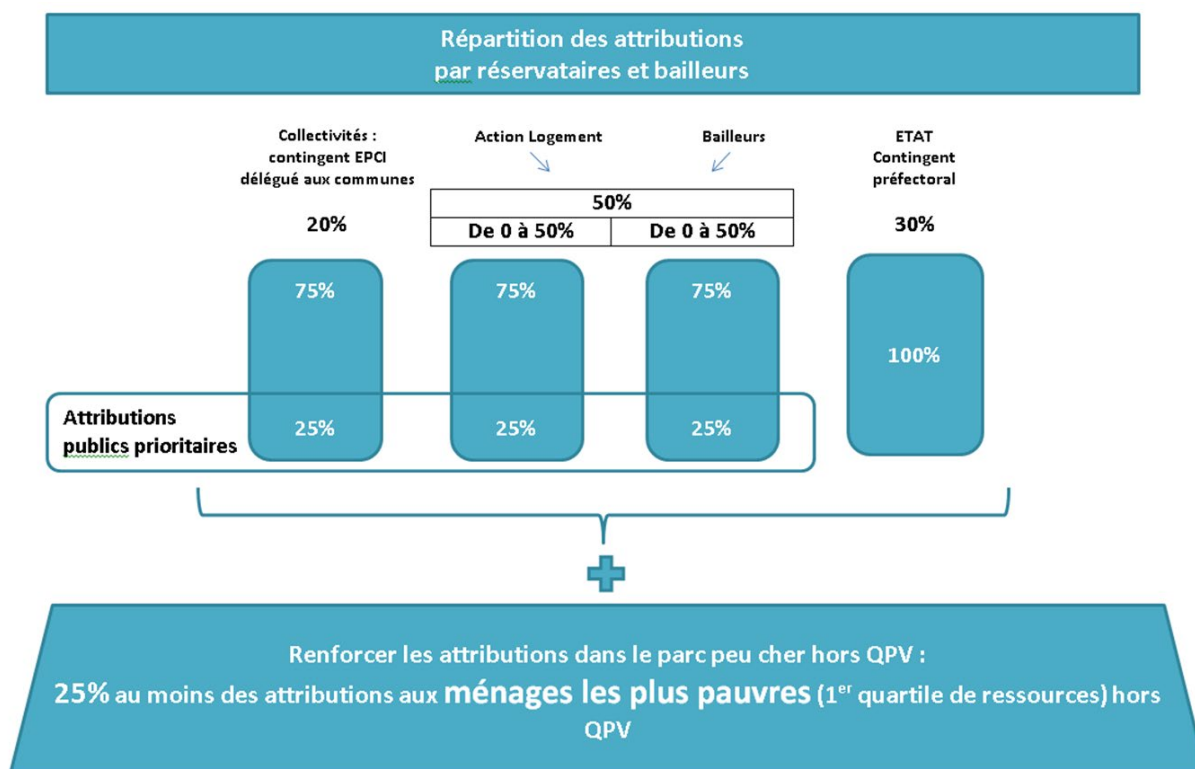 Répartition des attributions
par réservataires et bailleurs
Collectivités :
contingent EPCI
délégué aux communes
20%
Action Logement
Bailleurs
50%
De 0 à 50%
De 0 à 50%
ETAT
Contingent
préfectoral
30%
75%
75%
75%
100%
Attributions
publics prioritaires
25%
25%
25%
Renforcer les attributions dans le parc peu cher hors QPV :
25% au moins des attributions aux ménages les plus pauvres (1er quartile de ressources) hors
QPV